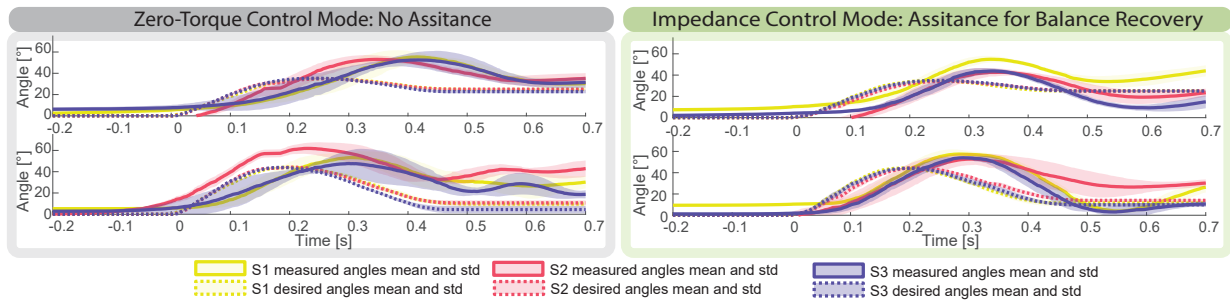 Zero-Torque Control Mode: No Assitance
Impedance Control Mode: Assitance for Balance Recovery
Angle [°]
60
40
20
0
-0.2 -0.1 0 0.1 0.2 0.3 0.4 0.5 0.6 0.7
Angle [°]
60
40
20
0
-0.2 -0.1 0 0.1 0.2 0.3 0.4 0.5 0.6 0.7
Time [s]
Angle [°]
60
40
20
0
-0.2 -0.1 0 0.1 0.2 0.3 0.4 0.5 0.6 0.7
Angle [°]
60
40
20
0
-0.2 -0.1 0 0.1 0.2 0.3 0.4 0.5 0.6 0.7
Time [s]
S1 measured angles mean and std
S2 measured angles mean and std
S3 measured angles mean and std
S1 desired angles mean and std
S2 desired angles mean and std
S3 desired angles mean and std